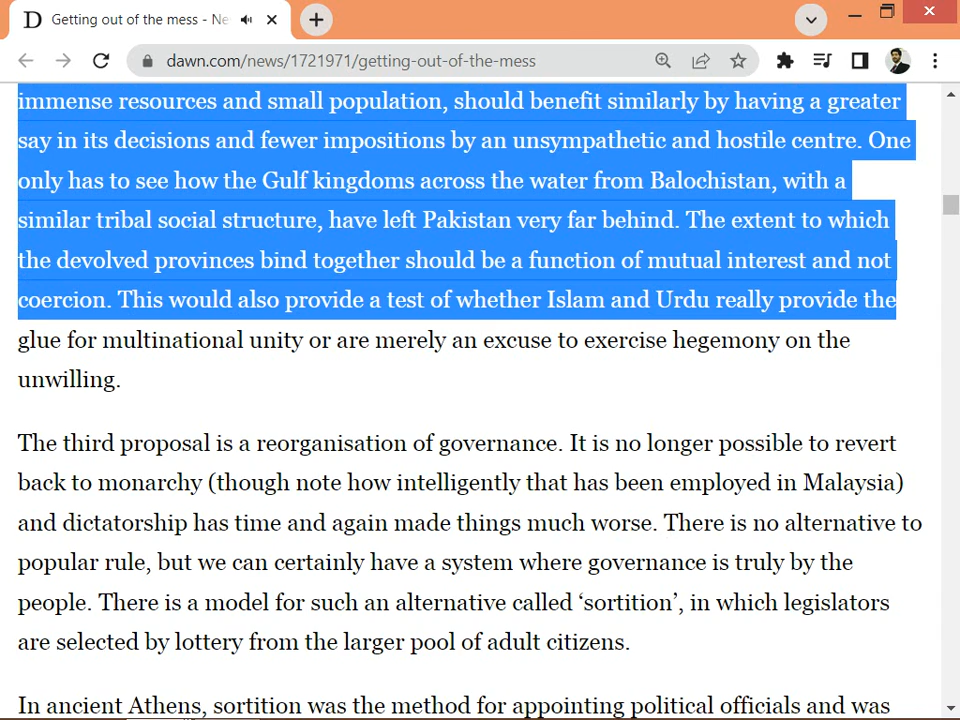 D Getting out of the mess - Ne
dawn.com/news/1721971/getting-out-of-the-mess
immense resources and small population, should benefit similarly by having a greater
say in its decisions and fewer impositions by an unsympathetic and hostile centre. One
only has to see how the Gulf kingdoms across the water from Balochistan, with a
similar tribal social structure, have left Pakistan very far behind. The extent to which
the devolved provinces bind together should be a function of mutual interest and not
coercion. This would also provide a test of whether Islam and Urdu really provide the
glue for multinational unity or are merely an excuse to exercise hegemony on the
unwilling.
The third proposal is a reorganisation of governance. It is no longer possible to revert
back to monarchy (though note how intelligently that has been employed in Malaysia)
and dictatorship has time and again made things much worse. There is no alternative to
popular rule, but we can certainly have a system where governance is truly by the
people. There is a model for such an alternative called ‘sortition’, in which legislators
are selected by lottery from the larger pool of adult citizens.
In ancient Athens, sortition was the method for appointing political officials and was